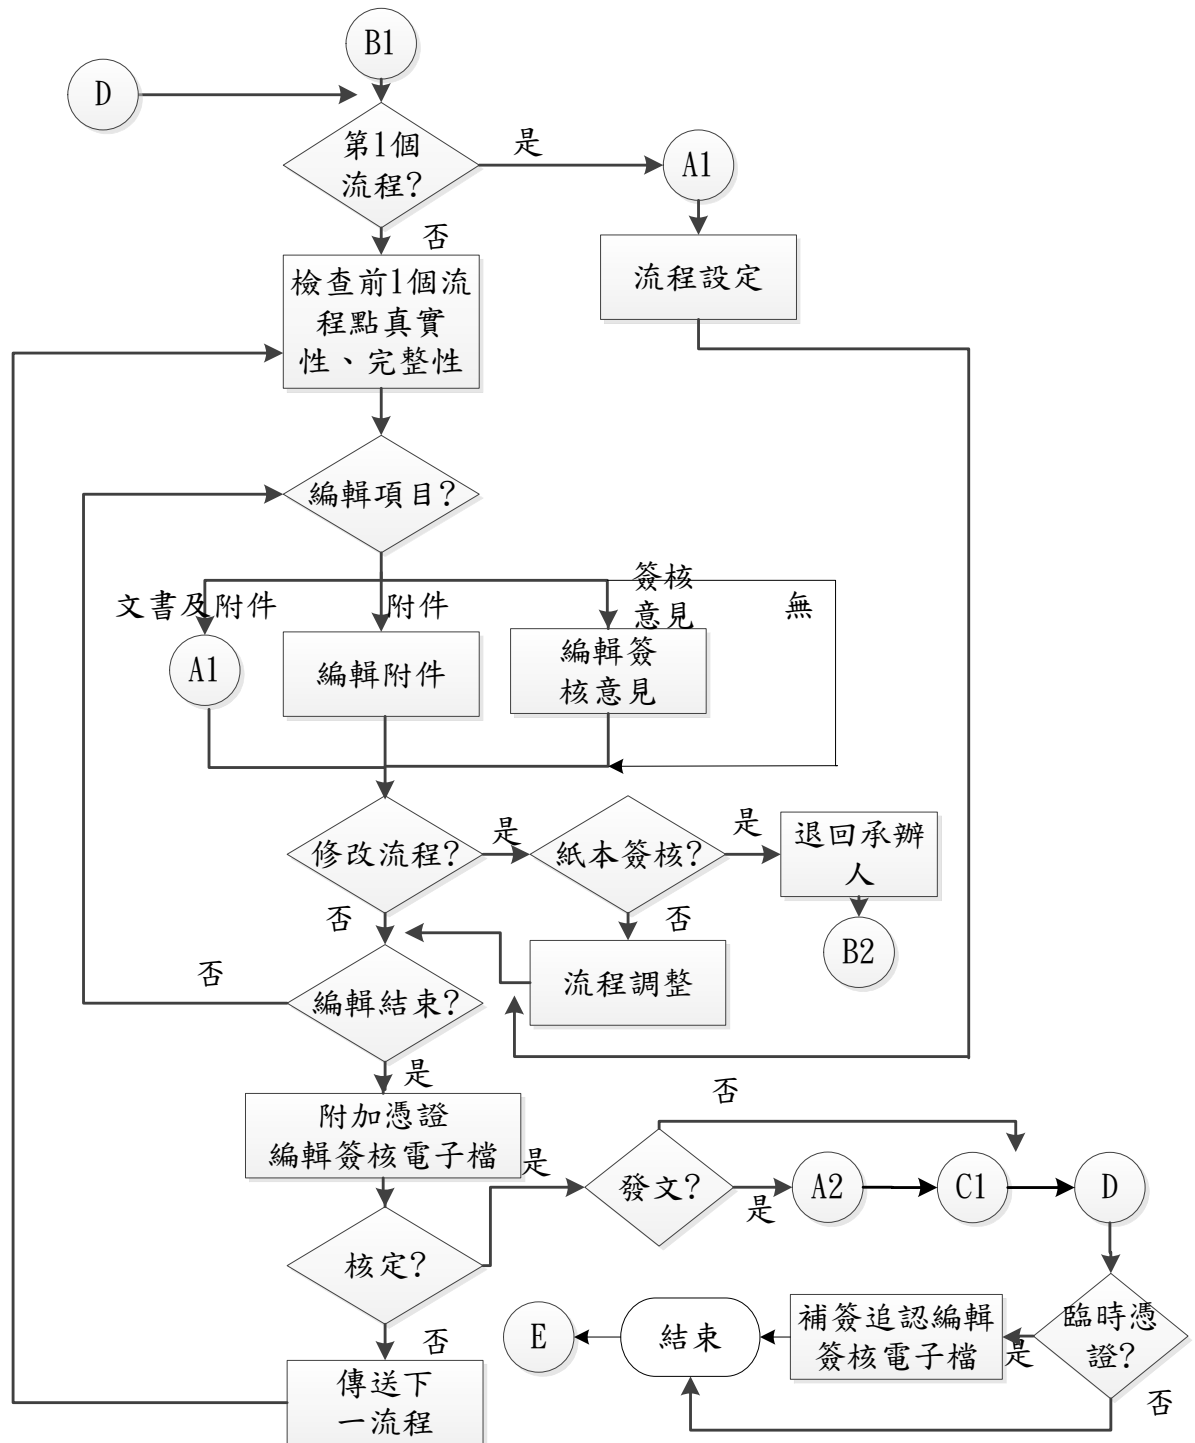 B1
D
第1個
流程?
是
A1
否
流程設定
檢查前1個流
程點真實
性、完整性
編輯項目?
文書及附件
附件
簽核
意見
無
A1
編輯附件
編輯簽
核意見
修改流程?
是
紙本簽核?
是
退回承辦
人
否
否
B2
流程調整
否
編輯結束?
是
附加憑證
編輯簽核電子檔
否
是
發文?
是
A2
C1
D
核定?
否
E
結束
補簽追認編輯
簽核電子檔
是
臨時憑
證?
否
傳送下
一流程